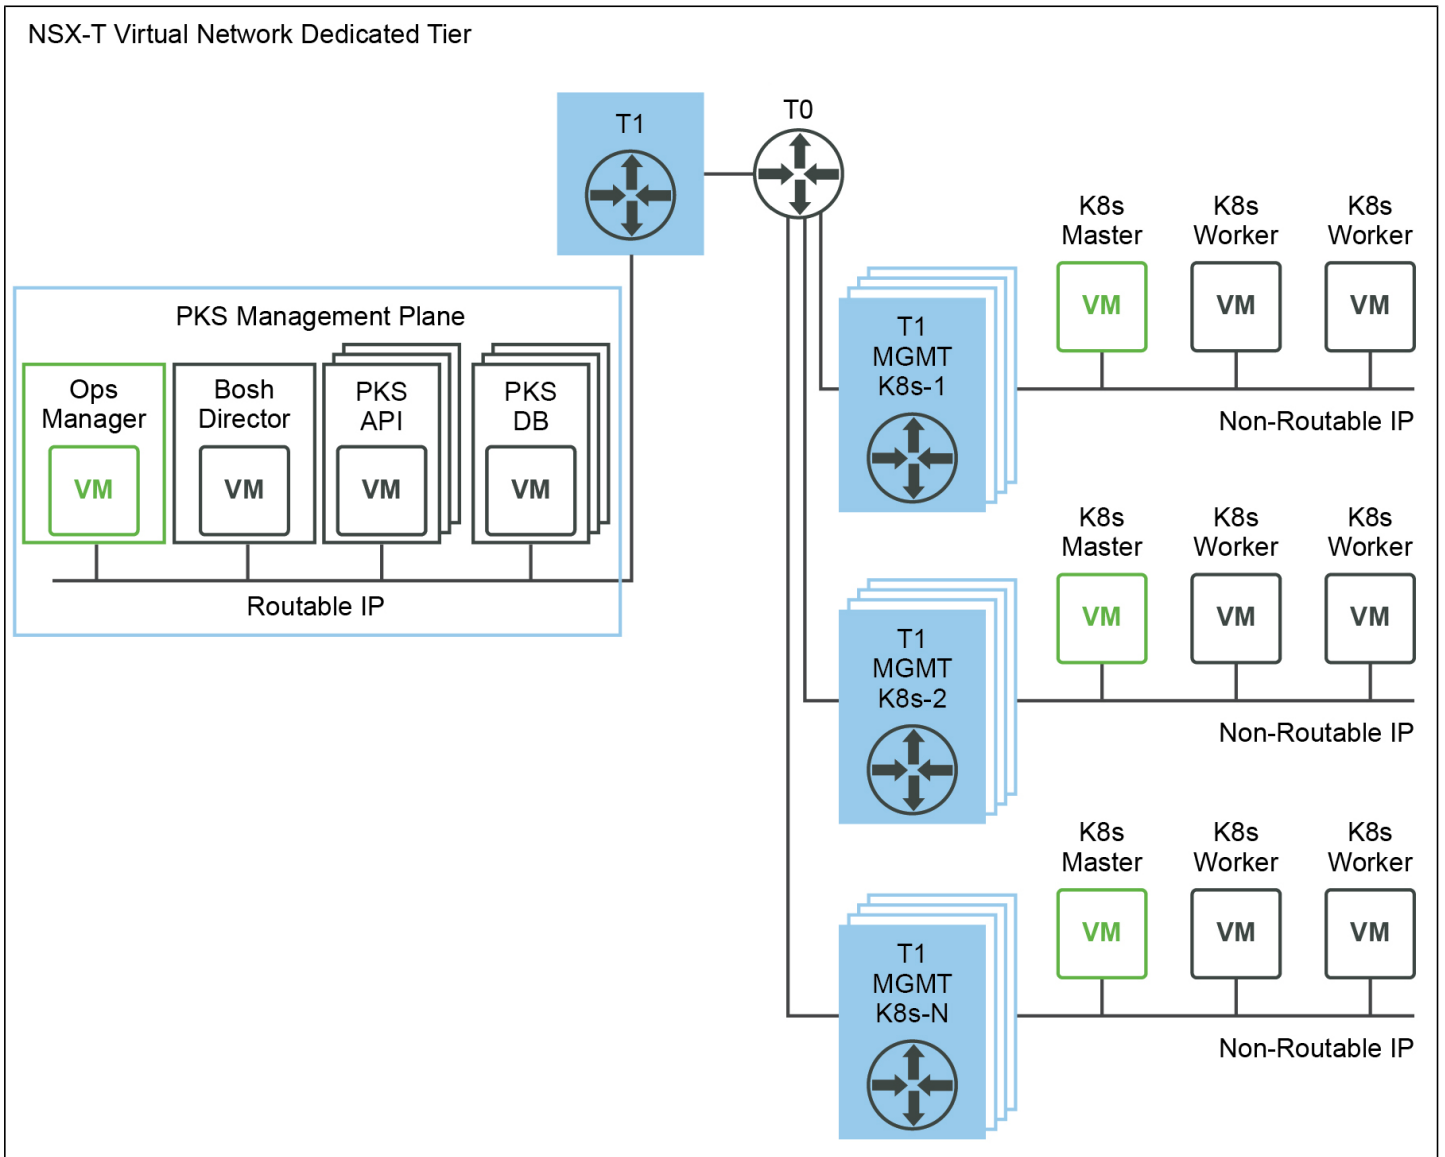 NSX-T Virtual Network Dedicated Tier
T1
T0
PKS Management Plane
Ops
Manager
VM
Bosh
Director
VM
PKS
API
VM
PKS
DB
VM
Routable IP
T1
MGMT
K8s-1
K8s
Master
VM
K8s
Worker
VM
K8s
Worker
VM
Non-Routable IP
T1
MGMT
K8s-2
K8s
Master
VM
K8s
Worker
VM
K8s
Worker
VM
Non-Routable IP
T1
MGMT
K8s-N
K8s
Master
VM
K8s
Worker
VM
K8s
Worker
VM
Non-Routable IP